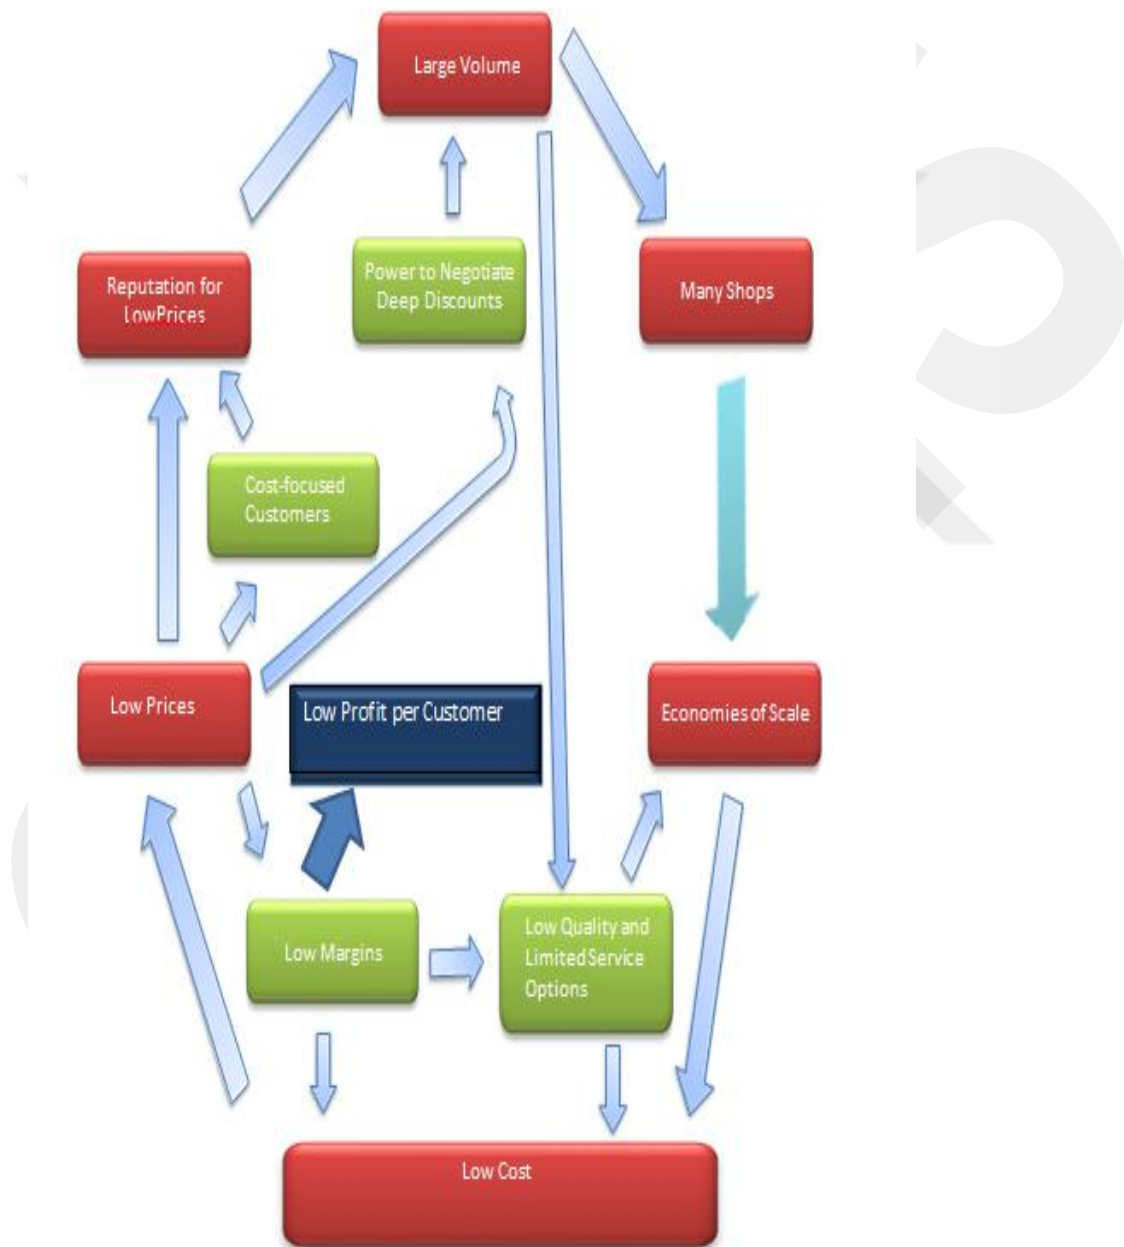 Large Volume
Reputation for
LowPrices
Power to Negotiate
Deep Discounts
Many Shops
Cost-focused
Customers
Low Prices
Low Profit per Customer
Economies of Scale
Low Margins
Low Quality and
Limited Service
Options
Low Cost